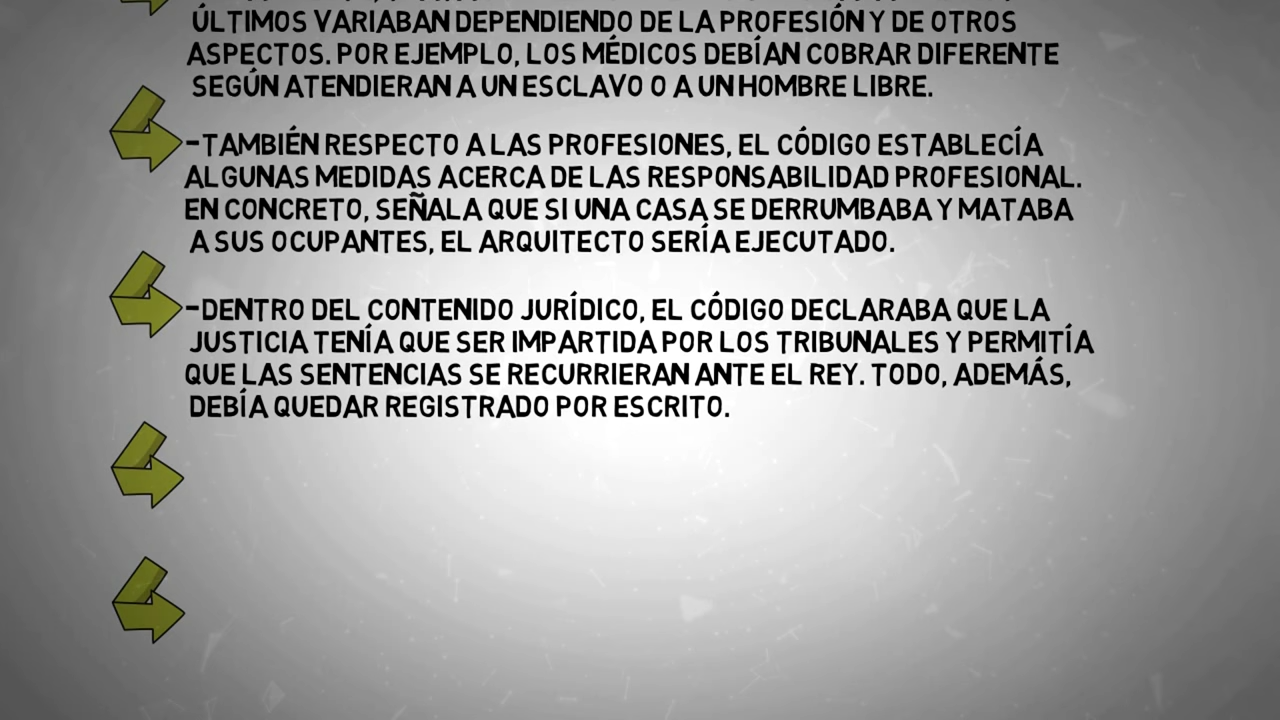 ÚLTIMOS VARIABAN DEPENDIENDO DE LA PROFESIÓN Y DE OTROS
ASPECTOS. POR EJEMPLO, LOS MÉDICOS DEBÍAN COBRAR DIFERENTE
SEGÚN ATENDIERAN A UN ESCLAVO O A UN HOMBRE LIBRE.
-TAMBIÉN RESPECTO A LAS PROFESIONES, EL CÓDIGO ESTABLECÍA
ALGUNAS MEDIDAS ACERCA DE LAS RESPONSABILIDAD PROFESIONAL.
EN CONCRETO, SEÑALA QUE SI UNA CASA SE DERRUMBABA Y MATABA
A SUS OCUPANTES, EL ARQUITECTO SERÍA EJECUTADO.
-DENTRO DEL CONTENIDO JURÍDICO, EL CÓDIGO DECLARABA QUE LA
JUSTICIA TENÍA QUE SER IMPARTIDA POR LOS TRIBUNALES Y PERMITÍA
QUE LAS SENTENCIAS SE RECURRIERAN ANTE EL REY. TODO, ADEMÁS,
DEBÍA QUEDAR REGISTRADO POR ESCRITO.